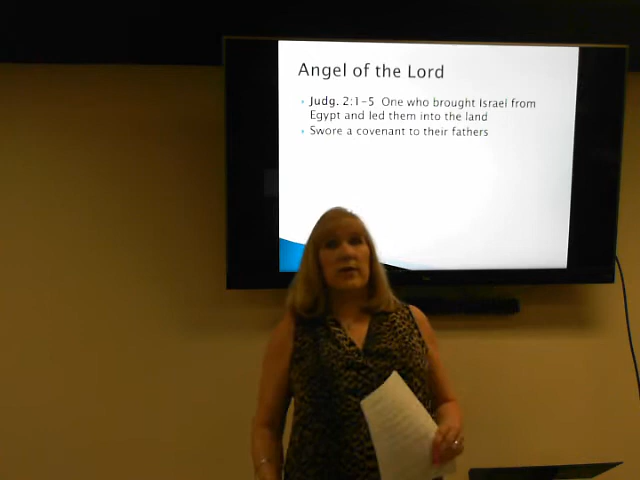 Angel of the Lord
Judg. 2:1-5 One who brought Israel from
Egypt and led them into the land
Swore a covenant to their fathers